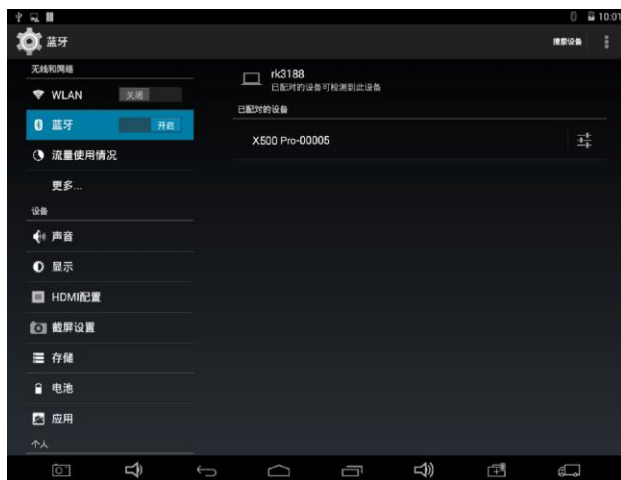 10:01
蓝牙
搜索设备
无线和网络
WLAN 关闭
蓝牙 开启
流量使用情况
更多...
设备
声音
显示
HDMI配置
截屏设置
存储
电池
应用
个人
rk3188
已配对的设备可检测到此设备
已配对的设备
X500 Pro-00005